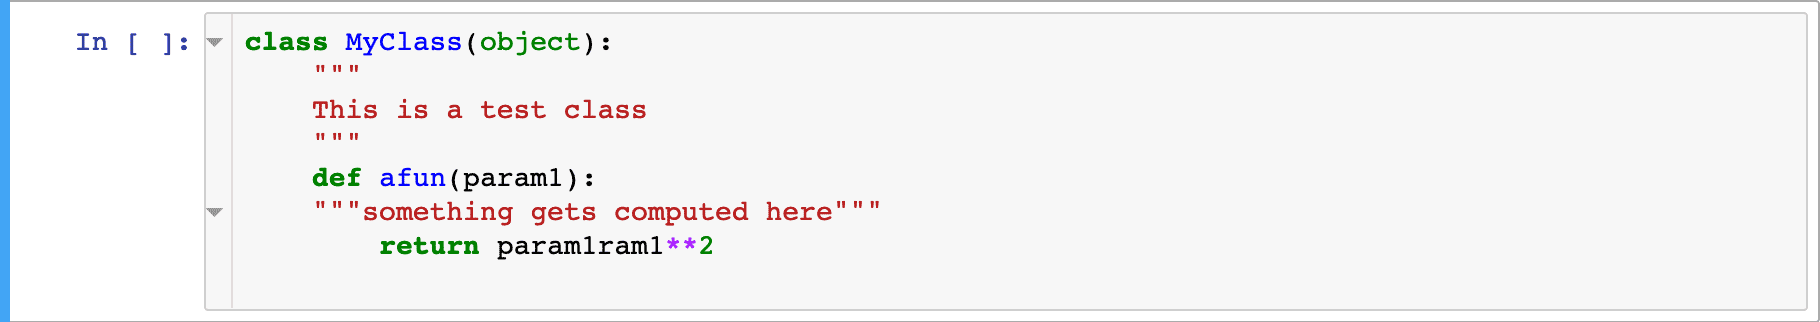 In [ ]: class MyClass(object):
    """
    This is a test class
    """
    def afun(param1):
    """something gets computed here"""
        return param1ram1**2